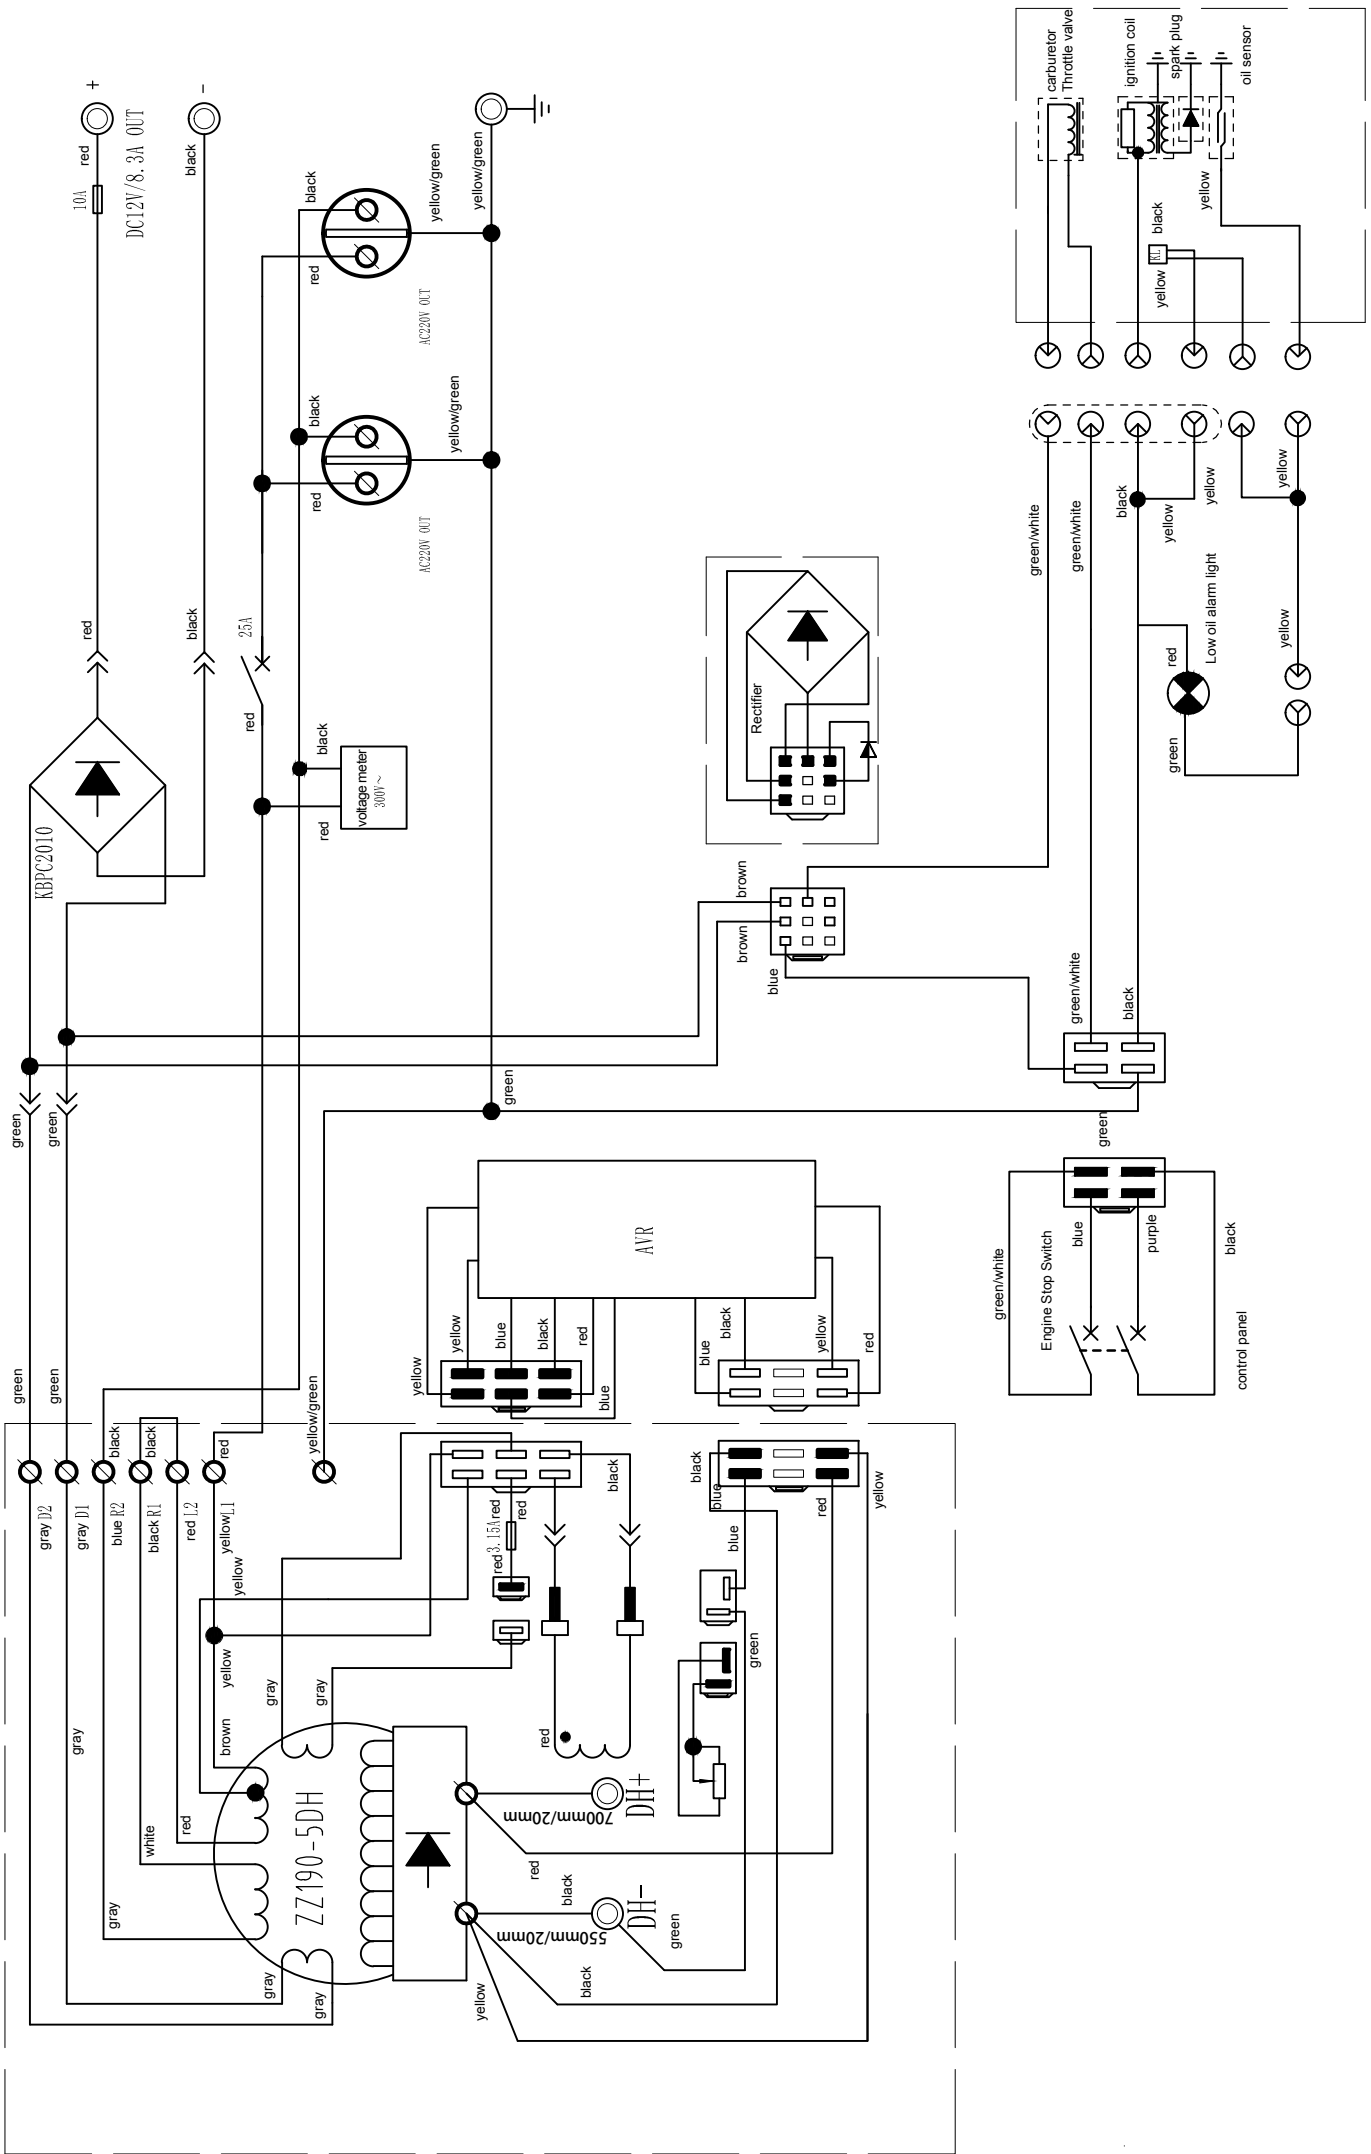 +
red
10A
DC12V/8.3A OUT
-
black
red
black
KBPC2010
25A
red
black
red
voltage meter
300V~
black
red
yellow/green
AC220V OUT
black
red
yellow/green
AC220V OUT
yellow/green
carburetor
Throttle valve
ignition coil
spark plug
oil sensor
black
yellow
yellow
KL
green/white
green/white
black
yellow
yellow
yellow
yellow
Low oil alarm light
red
green
Rectifier
brown
brown
blue
green/white
black
green
green
green
green
AVR
yellow
yellow
blue
black
red
blue
blue
black
yellow
red
green/white
Engine Stop Switch
blue
purple
black
control panel
green
green
black
black
red
yellow/green
gray D2
gray D1
blue R2
black R1
red L2
yellow L1
yellow
yellow
brown
gray
gray
gray
white
red
gray
gray
gray
ZZ190-5DH
red 3.15A red
red
black
red
black
blue
blue
red
yellow
green
DH+
700mm/20mm
DH-
550mm/20mm
red
black
green
black
yellow